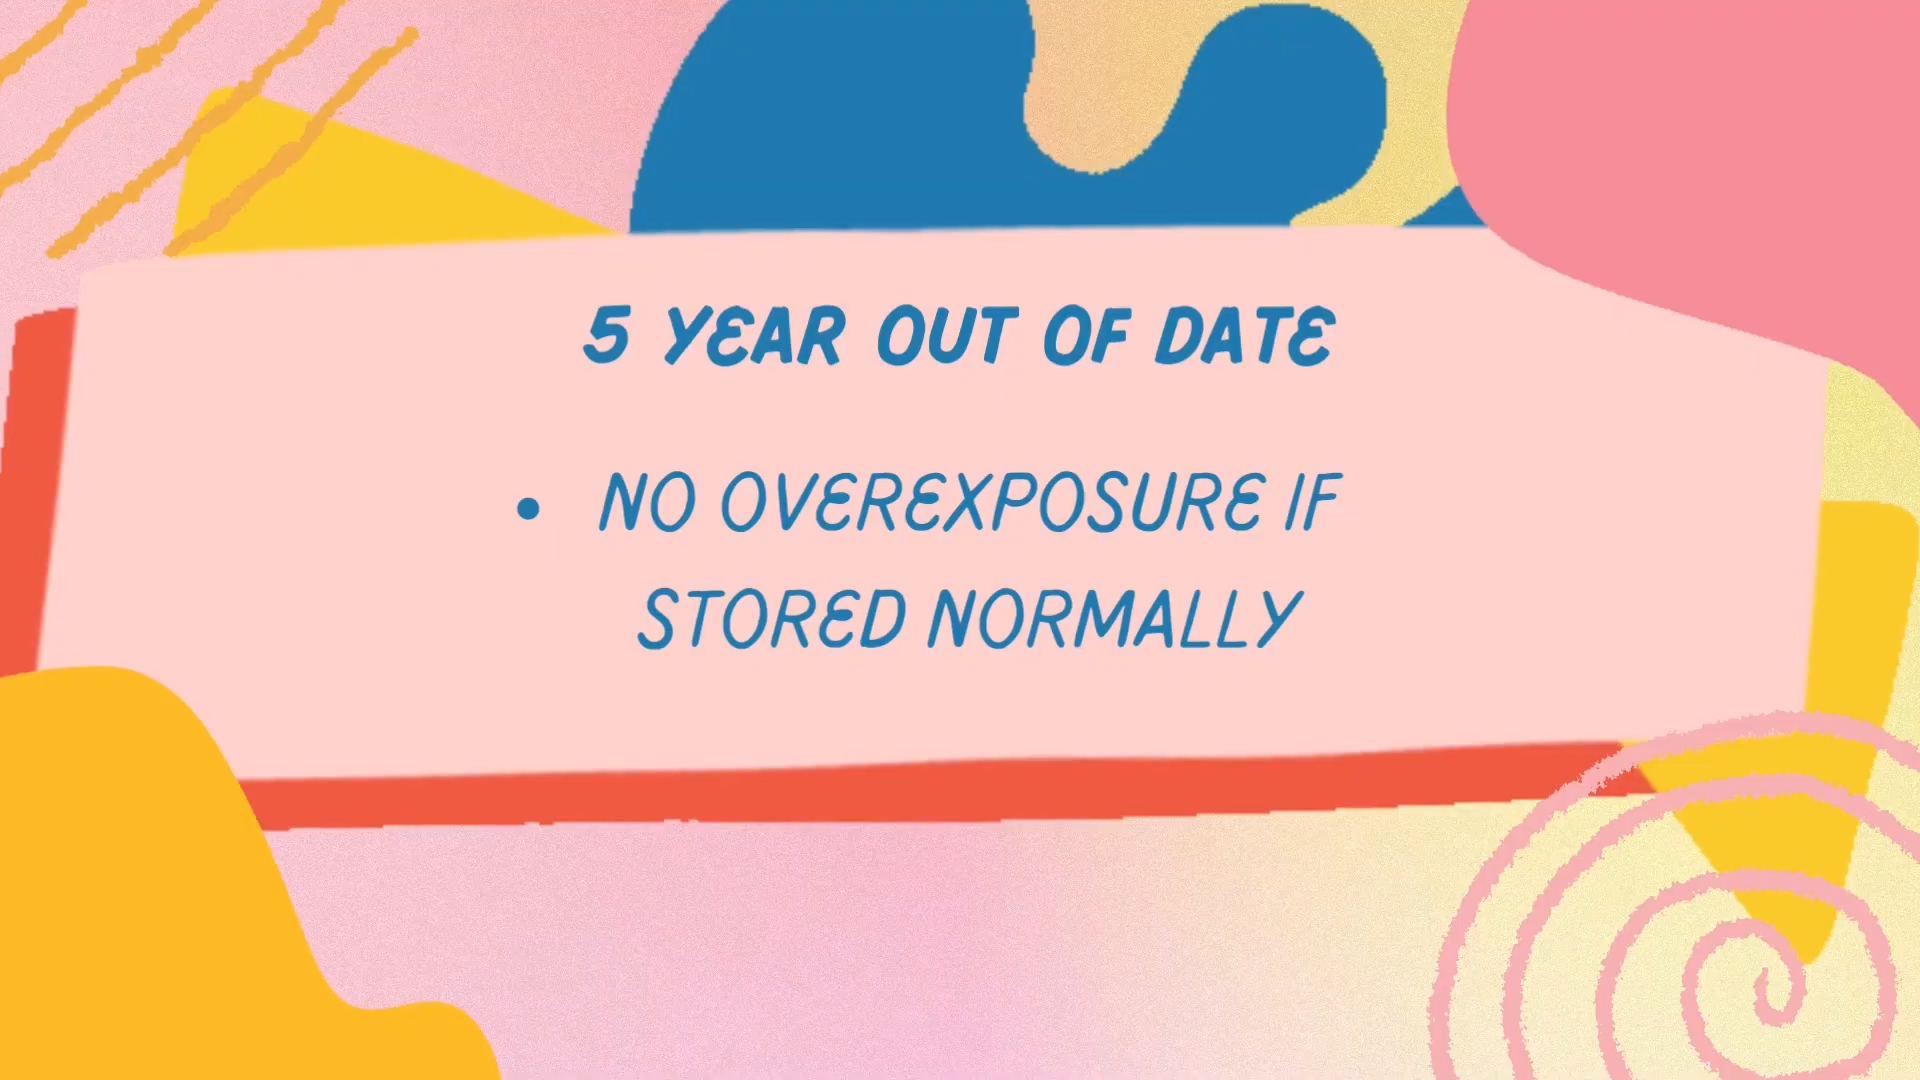 5 YEAR OUT OF DATE
• NO OVEREXPOSURE IF
STORED NORMALLY